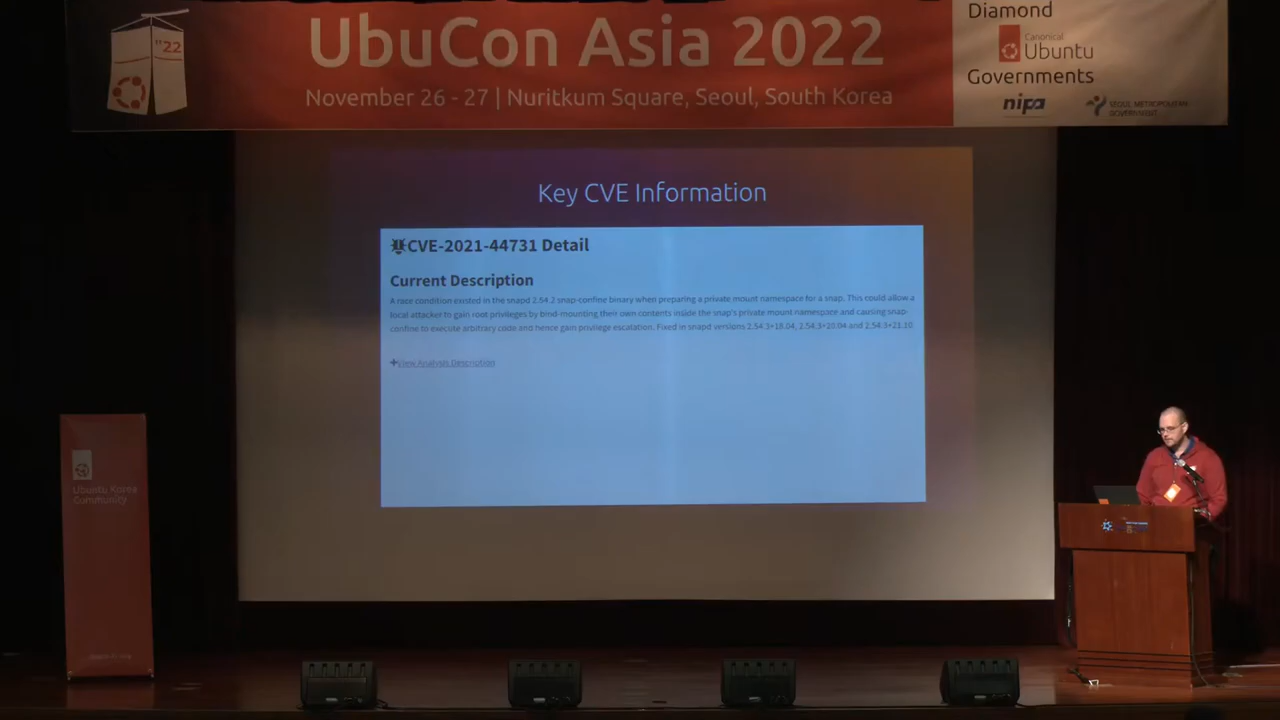 "22
UbuCon Asia 2022
November 26 - 27 | Nuritkum Square, Seoul, South Korea
Diamond
Canonical
Ubuntu
Governments
nipa
SEOUL METROPOLITAN
GOVERNMENT
Key CVE Information
CVE-2021-44731 Detail
Current Description
A race condition existed in the snapd 2.54.2 snap-confine binary when preparing a private mount namespace for a snap. This could allow a
local attacker to gain root privileges by bind-mounting their own contents inside the snap's private mount namespace and causing snap-
confine to execute arbitrary code and hence gain privilege escalation. Fixed in snapd versions 2.54.3+18.04, 2.54.3+20.04 and 2.54.3+21.10
+View Analysis Description
Ubuntu Korea
Community